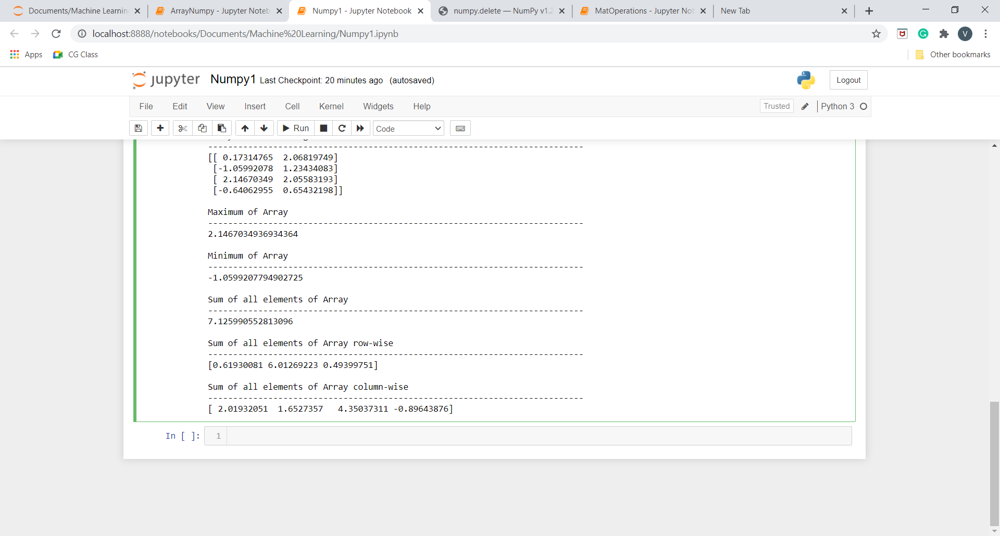 Documents/Machine Learnin
ArrayNumpy - Jupyter Noteb
Numpy1 - Jupyter Notebook
numpy.delete — NumPy v1.2
MatOperations - Jupyter Not
New Tab
localhost:8888/notebooks/Documents/Machine%20Learning/Numpy1.ipynb
V
Apps
CG Class
Other bookmarks
jupyter
Numpy1 Last Checkpoint: 20 minutes ago (autosaved)
Logout
File Edit View Insert Cell Kernel Widgets Help
Trusted
Python 3
Run
Code
---------------------------------------------------------------------------
[[ 0.17314765  2.06819749]
[-1.05992078  1.23434083]
[ 2.14670349  2.05583193]
[-0.64062955  0.65432198]]
Maximum of Array
---------------------------------------------------------------------------
2.1467034936934364
Minimum of Array
---------------------------------------------------------------------------
-1.0599207794902725
Sum of all elements of Array
---------------------------------------------------------------------------
7.125990552813096
Sum of all elements of Array row-wise
---------------------------------------------------------------------------
[0.61930081 6.01269223 0.49399751]
Sum of all elements of Array column-wise
---------------------------------------------------------------------------
[ 2.01932051  1.6527357   4.35037311 -0.89643876]
In [ ]: 1